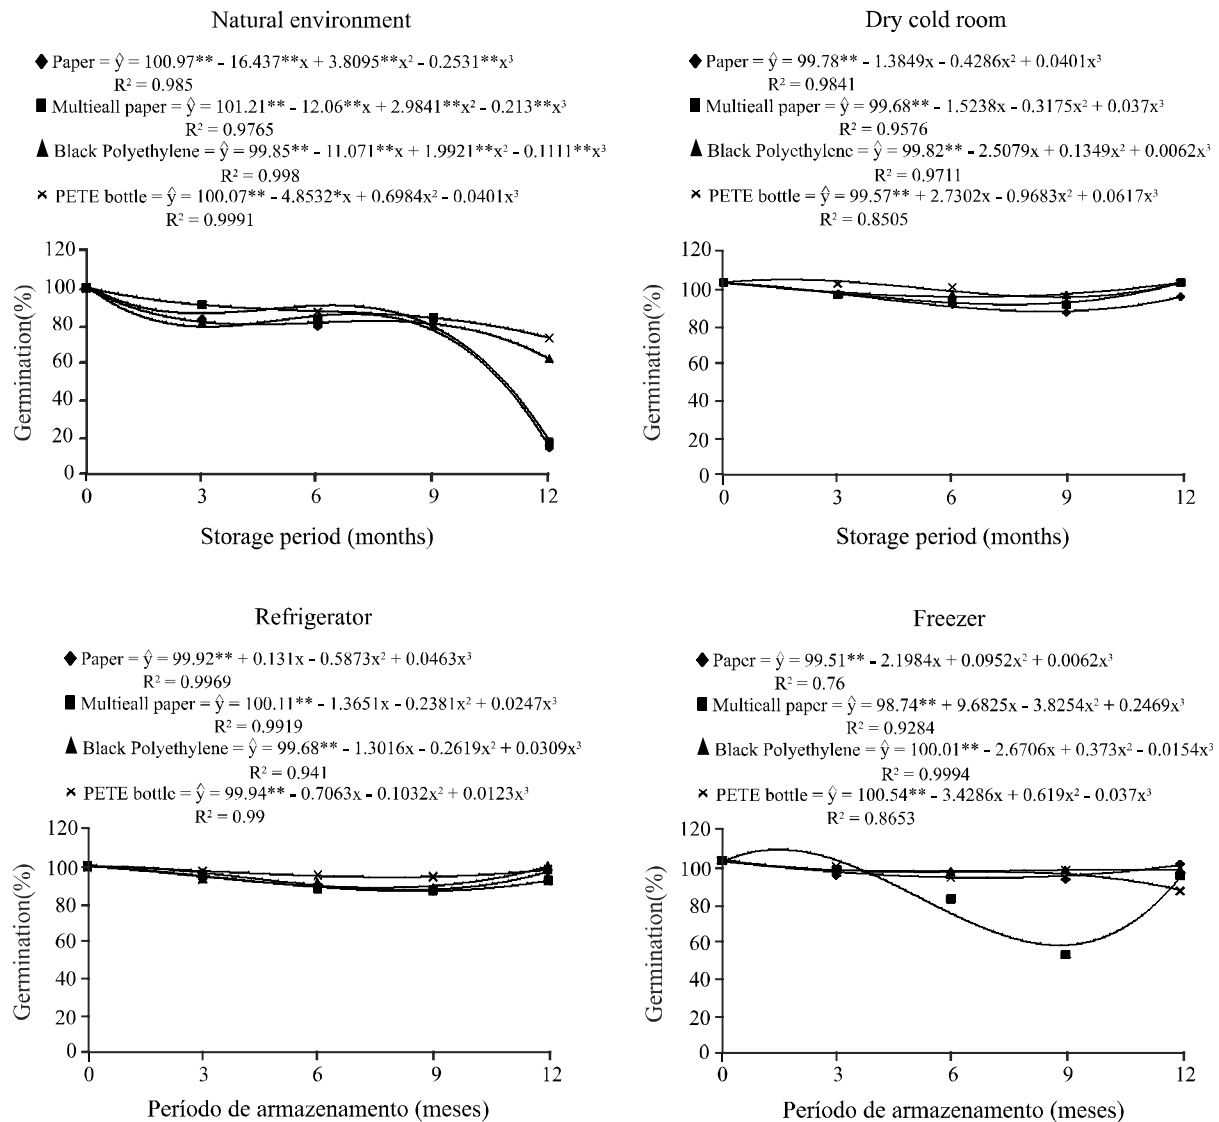 Natural environment
◆ Paper = ŷ = 100.97** - 16.437**x + 3.8095**x² - 0.2531**x³
R² = 0.985
■ Multieall paper = ŷ = 101.21** - 12.06**x + 2.9841**x² - 0.213**x³
R² = 0.9765
▲ Black Polyethylene = ŷ = 99.85** - 11.071**x + 1.9921**x² - 0.1111**x³
R² = 0.998
× PETE bottle = ŷ = 100.07** - 4.8532*x + 0.6984x² - 0.0401x³
R² = 0.9991
Germination(%)
120
100
80
60
40
20
0
0 3 6 9 12
Storage period (months)
Dry cold room
◆ Paper = ŷ = 99.78** - 1.3849x - 0.4286x² + 0.0401x³
R² = 0.9841
■ Multieall paper = ŷ = 99.68** - 1.5238x - 0.3175x² + 0.037x³
R² = 0.9576
▲ Black Polyethylene = ŷ = 99.82** - 2.5079x + 0.1349x² + 0.0062x³
R² = 0.9711
× PETE bottle = ŷ = 99.57** + 2.7302x - 0.9683x² + 0.0617x³
R² = 0.8505
Germination(%)
120
100
80
60
40
20
0
0 3 6 9 12
Storage period (months)
Refrigerator
◆ Paper = ŷ = 99.92** + 0.131x - 0.5873x² + 0.0463x³
R² = 0.9969
■ Multieall paper = ŷ = 100.11** - 1.3651x - 0.2381x² + 0.0247x³
R² = 0.9919
▲ Black Polyethylene = ŷ = 99.68** - 1.3016x - 0.2619x² + 0.0309x³
R² = 0.941
× PETE bottle = ŷ = 99.94** - 0.7063x - 0.1032x² + 0.0123x³
R² = 0.99
Germination(%)
120
100
80
60
40
20
0
0 3 6 9 12
Período de armazenamento (meses)
Freezer
◆ Paper = ŷ = 99.51** - 2.1984x + 0.0952x² + 0.0062x³
R² = 0.76
■ Multieall paper = ŷ = 98.74** + 9.6825x - 3.8254x² + 0.2469x³
R² = 0.9284
▲ Black Polyethylene = ŷ = 100.01** - 2.6706x + 0.373x² - 0.0154x³
R² = 0.9994
× PETE bottle = ŷ = 100.54** - 3.4286x + 0.619x² - 0.037x³
R² = 0.8653
Germination(%)
120
100
80
60
40
20
0
0 3 6 9 12
Período de armazenamento (meses)